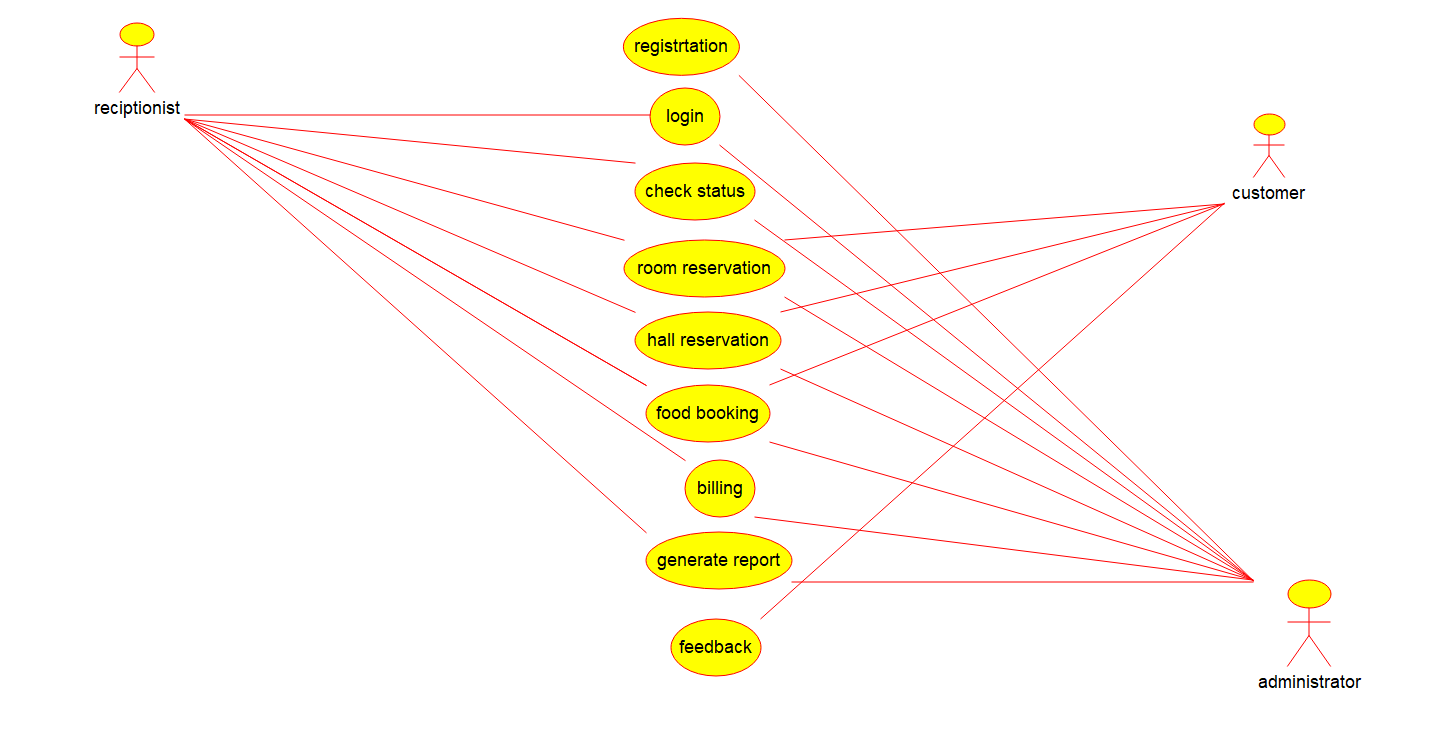 reciptionist
registrtation
login
check status
room reservation
hall reservation
food booking
billing
generate report
feedback
customer
administrator